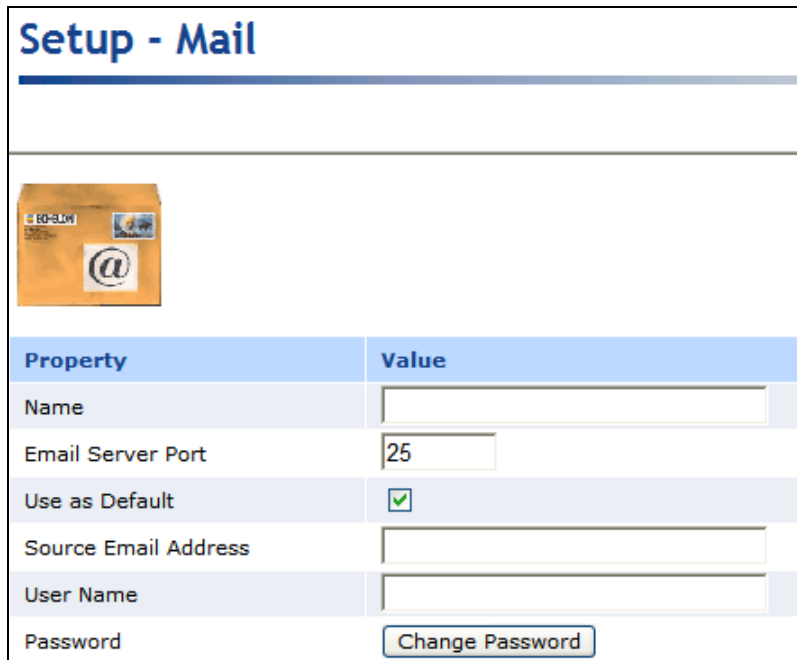 Setup - Mail
ECHELON
@
Property Value
Name
Email Server Port 25
Use as Default
Source Email Address
User Name
Password Change Password